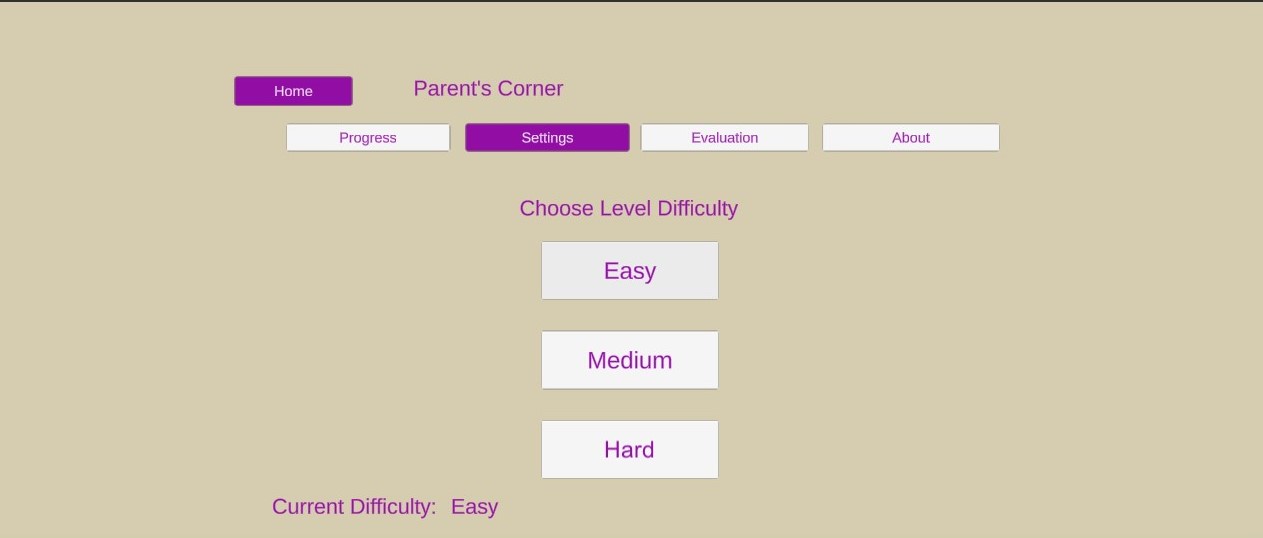 Home
Parent's Corner
Progress
Settings
Evaluation
About
Choose Level Difficulty
Easy
Medium
Hard
Current Difficulty: Easy